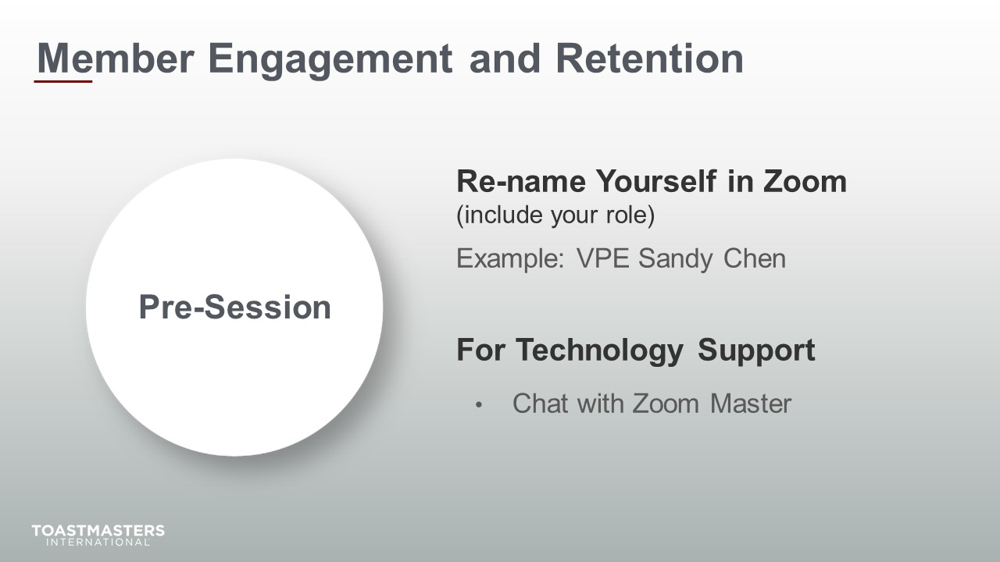 Member Engagement and Retention
Pre-Session
Re-name Yourself in Zoom
(include your role)
Example: VPE Sandy Chen
For Technology Support
• Chat with Zoom Master
TOASTMASTERS
INTERNATIONAL